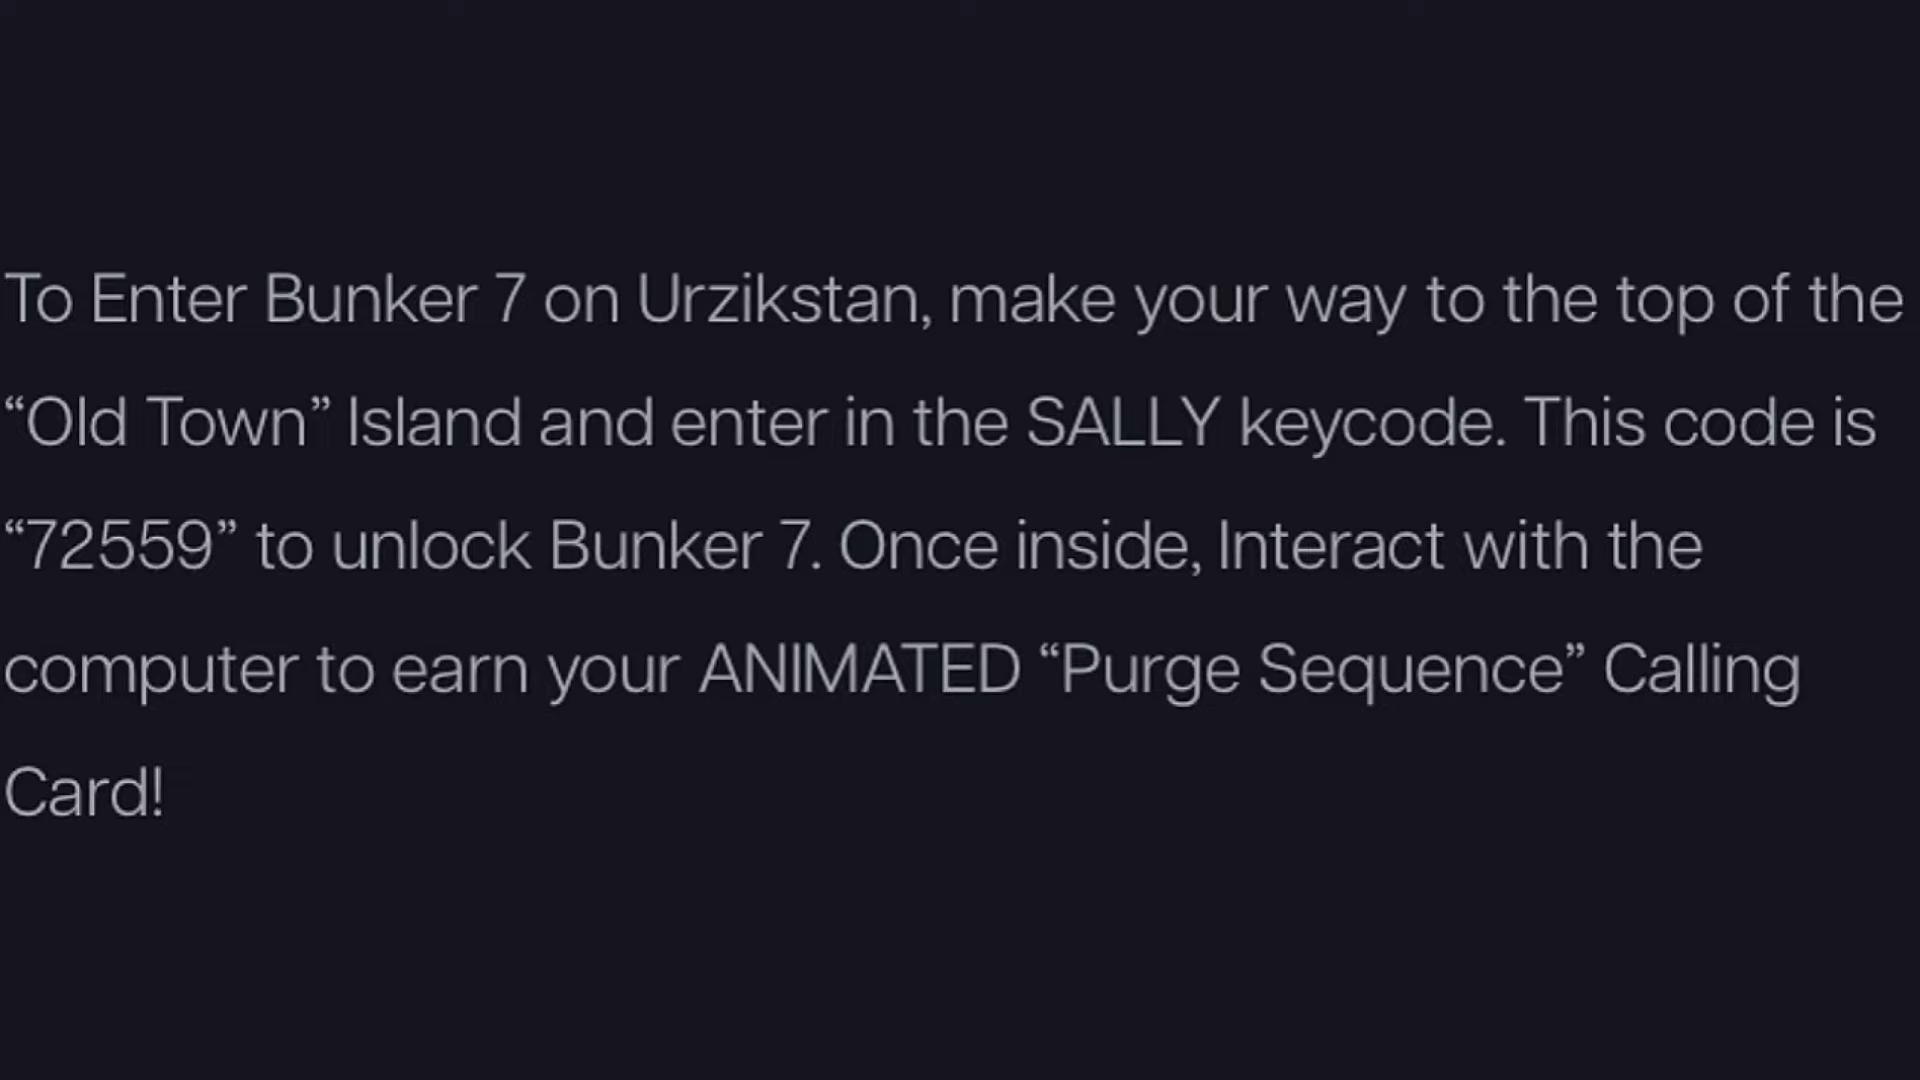 To Enter Bunker 7 on Urzikstan, make your way to the top of the
“Old Town” Island and enter in the SALLY keycode. This code is
“72559” to unlock Bunker 7. Once inside, Interact with the
computer to earn your ANIMATED “Purge Sequence” Calling
Card!